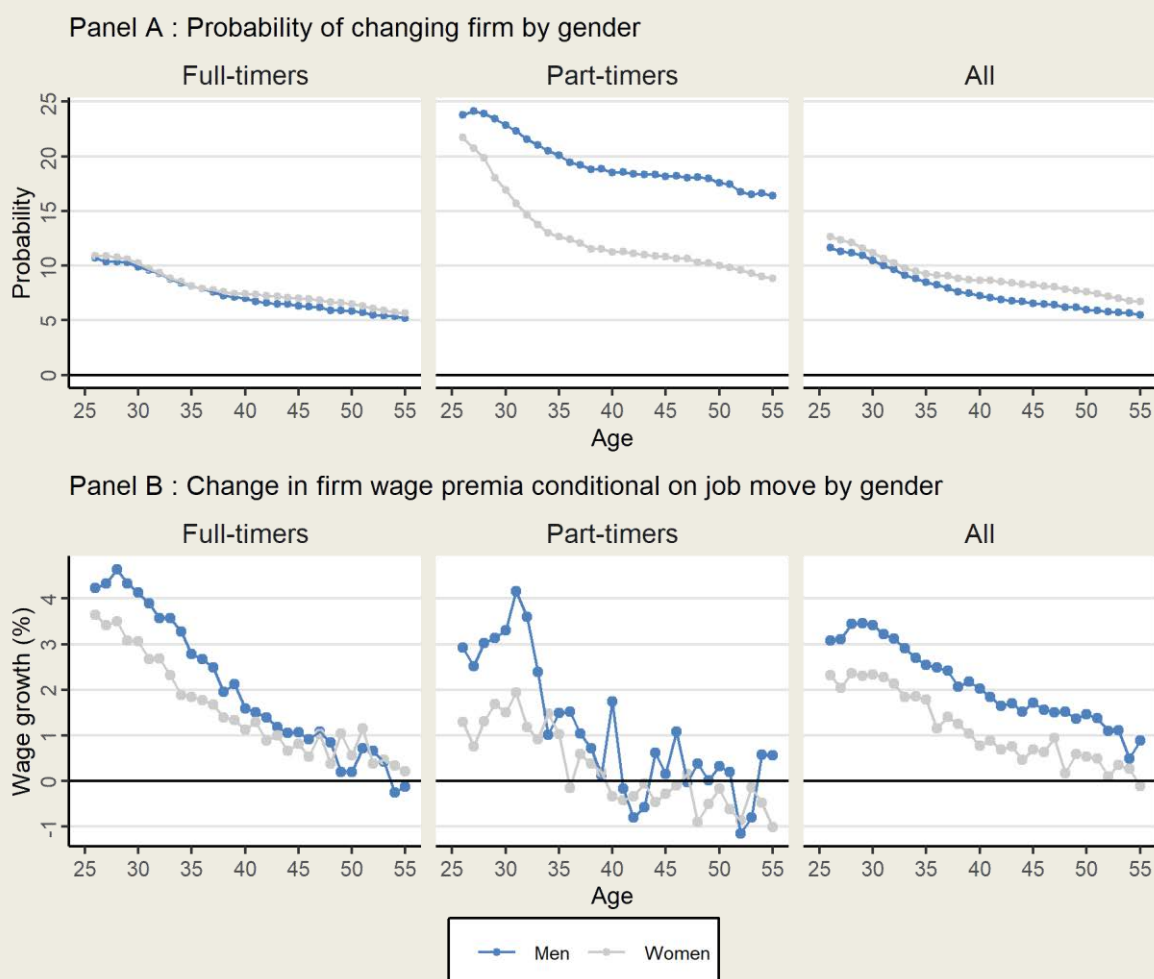 Panel A : Probability of changing firm by gender
Full-timers Part-timers All
Probability
25
20
15
10
5
0
25 30 35 40 45 50 55 25 30 35 40 45 50 55 25 30 35 40 45 50 55
Age
Panel B : Change in firm wage premia conditional on job move by gender
Full-timers Part-timers All
Wage growth (%)
4
3
2
1
0
-1
25 30 35 40 45 50 55 25 30 35 40 45 50 55 25 30 35 40 45 50 55
Age
Men Women